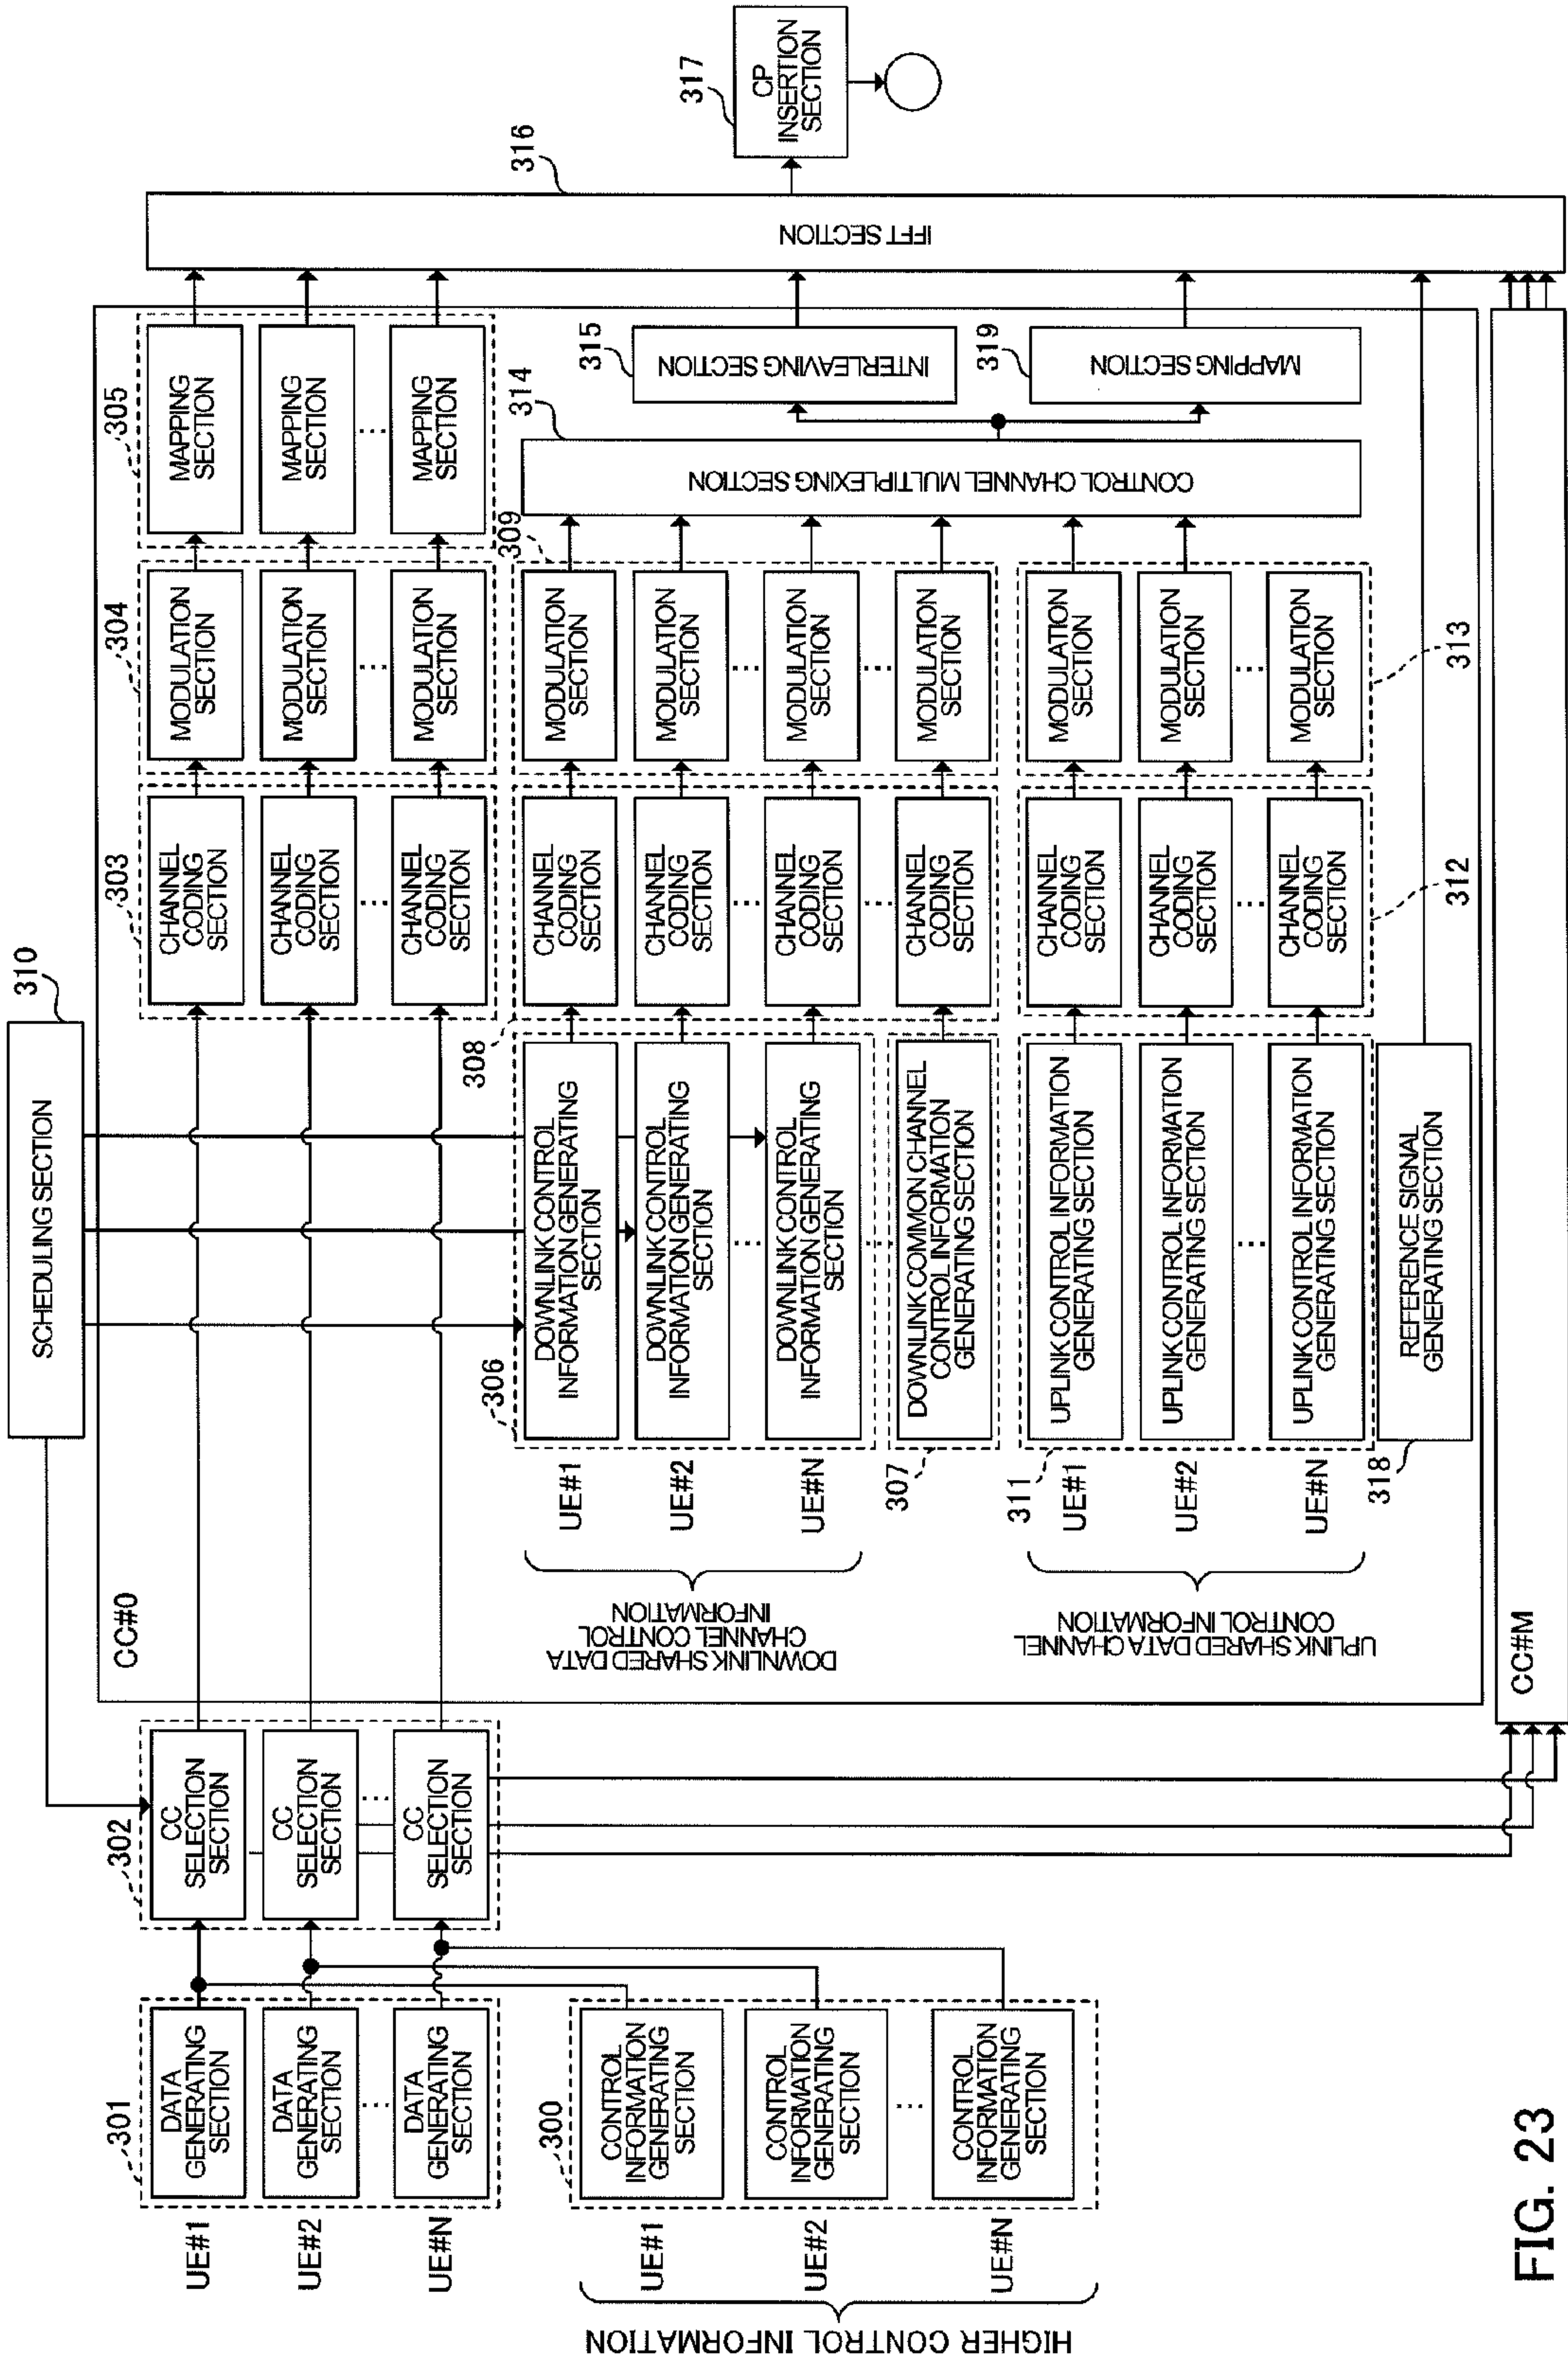 SCHEDULING SECTION
310
301
UE#1
DATA
GENERATING
SECTION
UE#2
DATA
GENERATING
SECTION
UE#N
DATA
GENERATING
SECTION
HIGHER CONTROL INFORMATION
300
UE#1
CONTROL
INFORMATION
GENERATING
SECTION
UE#2
CONTROL
INFORMATION
GENERATING
SECTION
UE#N
CONTROL
INFORMATION
GENERATING
SECTION
302
CC
SELECTION
SECTION
CC
SELECTION
SECTION
CC
SELECTION
SECTION
CC#0
303
CHANNEL
CODING
SECTION
CHANNEL
CODING
SECTION
CHANNEL
CODING
SECTION
304
MODULATION
SECTION
MODULATION
SECTION
MODULATION
SECTION
305
MAPPING
SECTION
MAPPING
SECTION
MAPPING
SECTION
DOWNLINK SHARED DATA
CHANNEL CONTROL
INFORMATION
306
UE#1
DOWNLINK CONTROL
INFORMATION GENERATING
SECTION
UE#2
DOWNLINK CONTROL
INFORMATION GENERATING
SECTION
UE#N
DOWNLINK CONTROL
INFORMATION GENERATING
SECTION
307
DOWNLINK COMMON CHANNEL
CONTROL INFORMATION
GENERATING SECTION
308
CHANNEL
CODING
SECTION
CHANNEL
CODING
SECTION
CHANNEL
CODING
SECTION
CHANNEL
CODING
SECTION
309
MODULATION
SECTION
MODULATION
SECTION
MODULATION
SECTION
MODULATION
SECTION
UPLINK SHARED DATA CHANNEL
CONTROL INFORMATION
311
UE#1
UPLINK CONTROL INFORMATION
GENERATING SECTION
UE#2
UPLINK CONTROL INFORMATION
GENERATING SECTION
UE#N
UPLINK CONTROL INFORMATION
GENERATING SECTION
312
CHANNEL
CODING
SECTION
CHANNEL
CODING
SECTION
CHANNEL
CODING
SECTION
313
MODULATION
SECTION
MODULATION
SECTION
MODULATION
SECTION
318
REFERENCE SIGNAL
GENERATING SECTION
314
CONTROL CHANNEL MULTIPLEXING SECTION
315
INTERLEAVING SECTION
319
MAPPING SECTION
316
IFFT SECTION
317
CP
INSERTION
SECTION
CC#M
FIG. 23